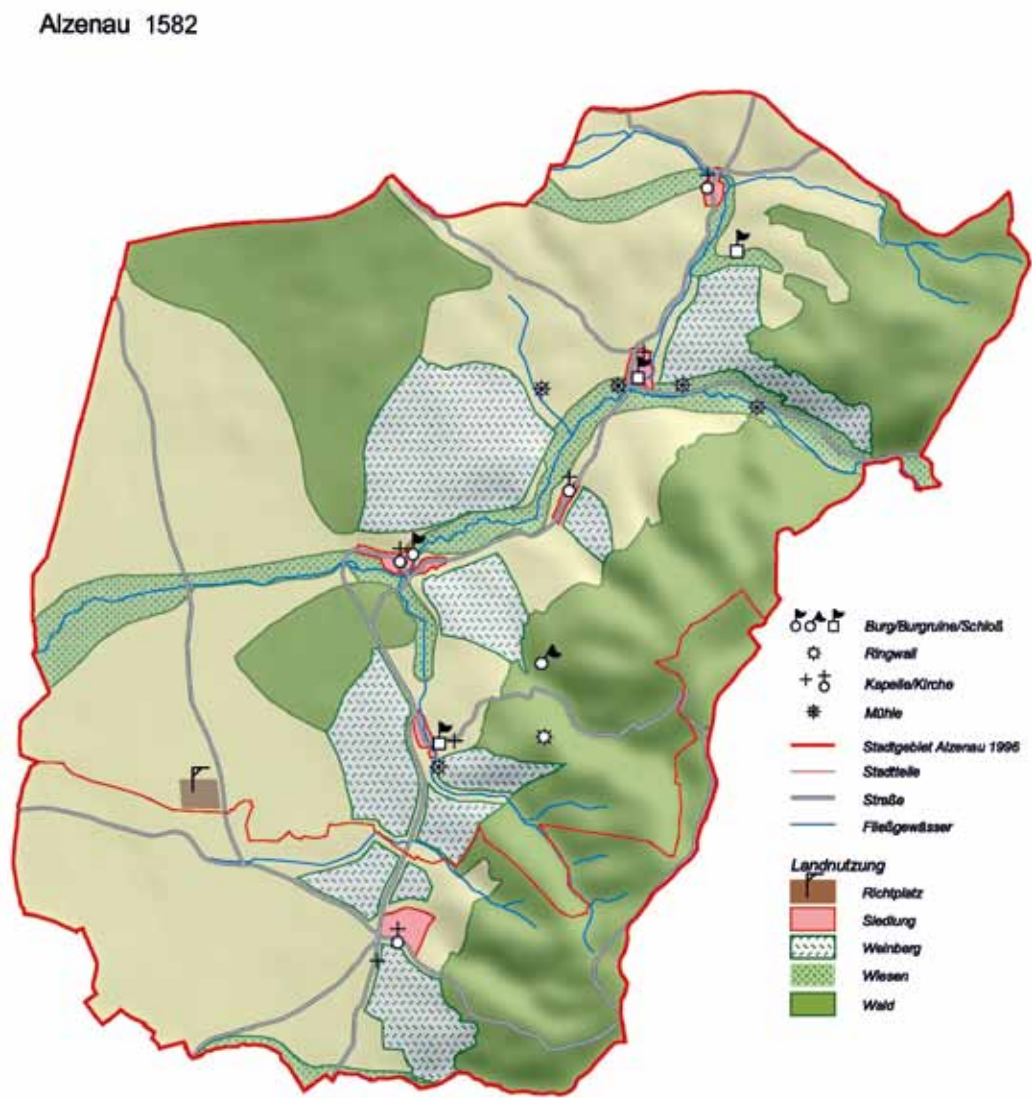 Alzenau 1582
Burg/Burgruine/Schloß
Ringwall
Kapelle/Kirche
Mühle
Stadtgebiet Alzenau 1996
Stadtteile
Straße
Fließgewässer
Landnutzung
Richtplatz
Siedlung
Weinberg
Wiesen
Wald